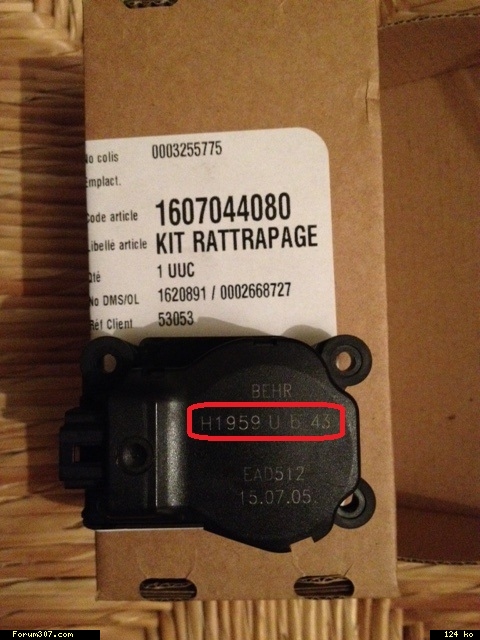 No colis 0003255775
Emplact.
Code article 1607044080
Libellé article KIT RATTRAPAGE
Qté 1 UUC
No DMS/OL 1620891 / 0002668727
Réf Client 53053
BEHR
H1959 U b 43
EAD512
15.07.05.
Forum307.com
124 ko